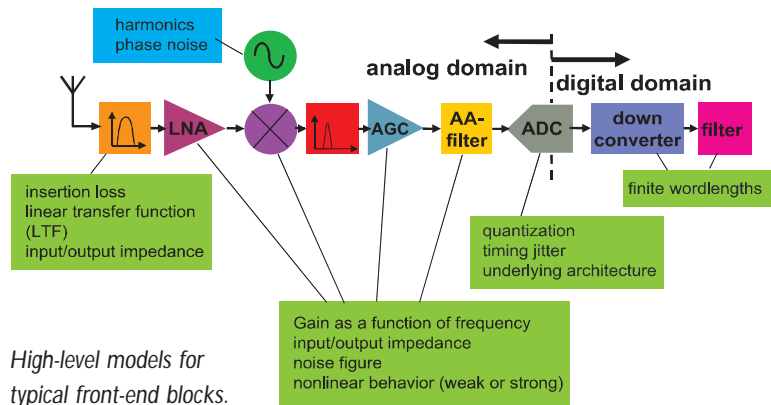 harmonics
phase noise
analog domain
digital domain
LNA
AGC
AA-
filter
ADC
down
converter
filter
insertion loss
linear transfer function
(LTF)
input/output impedance
finite wordlengths
quantization
timing jitter
underlying architecture
Gain as a function of frequency
input/output impedance
noise figure
nonlinear behavior (weak or strong)
High-level models for
typical front-end blocks.